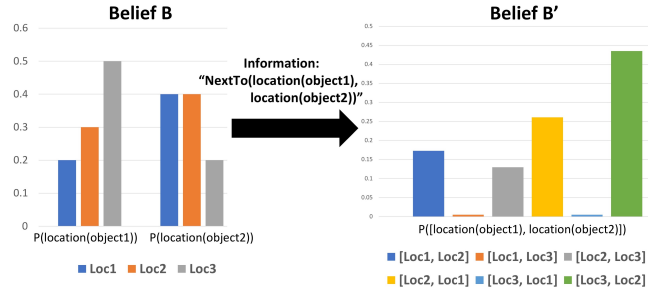 Belief B
0.6
0.5
0.4
0.3
0.2
0.1
0
P(location(object1))
P(location(object2))
Loc1
Loc2
Loc3
Information:
“NextTo(location(object1),
location(object2))”
Belief B’
0.5
0.45
0.4
0.35
0.3
0.25
0.2
0.15
0.1
0.05
0
P([location(object1), location(object2)])
[Loc1, Loc2]
[Loc1, Loc3]
[Loc2, Loc3]
[Loc2, Loc1]
[Loc3, Loc1]
[Loc3, Loc2]